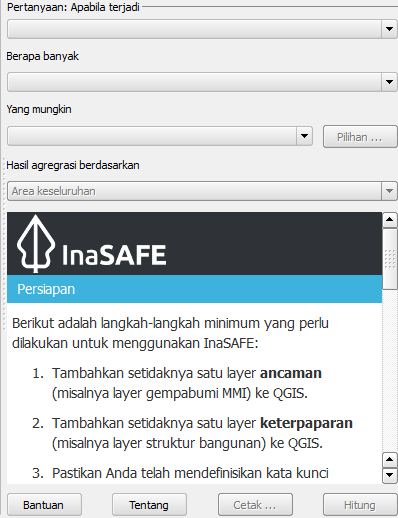 Pertanyaan: Apabila terjadi
Berapa banyak
Yang mungkin
Pilihan ...
Hasil agregrasi berdasarkan
Area keseluruhan
InaSAFE
Persiapan
Berikut adalah langkah-langkah minimum yang perlu
dilakukan untuk menggunakan InaSAFE:
1. Tambahkan setidaknya satu layer ancaman
(misalnya layer gempabumi MMI) ke QGIS.
2. Tambahkan setidaknya satu layer keterpaparan
(misalnya layer struktur bangunan) ke QGIS.
3. Pastikan Anda telah mendefinisikan kata kunci
Bantuan Tentang Cetak ... Hitung